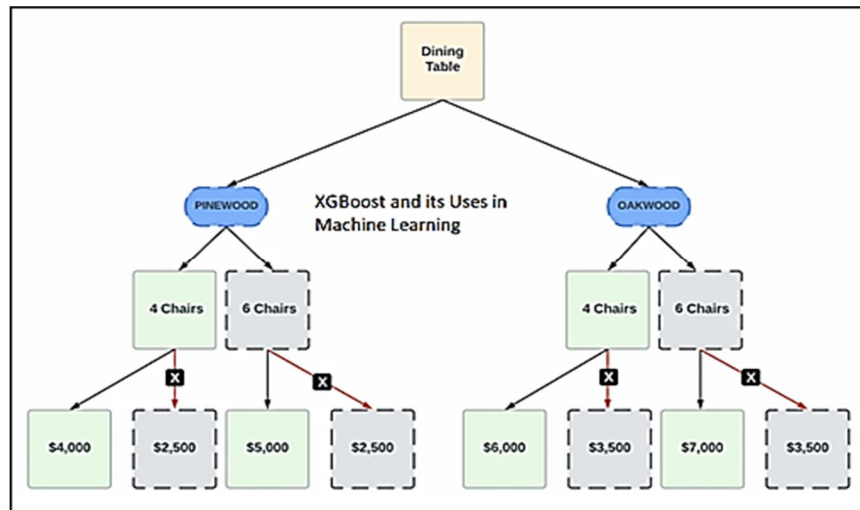 Dining
Table
PINEWOOD
XGBoost and its Uses in
Machine Learning
OAKWOOD
4 Chairs
6 Chairs
4 Chairs
6 Chairs
X
X
X
X
$4,000
$2,500
$5,000
$2,500
$6,000
$3,500
$7,000
$3,500